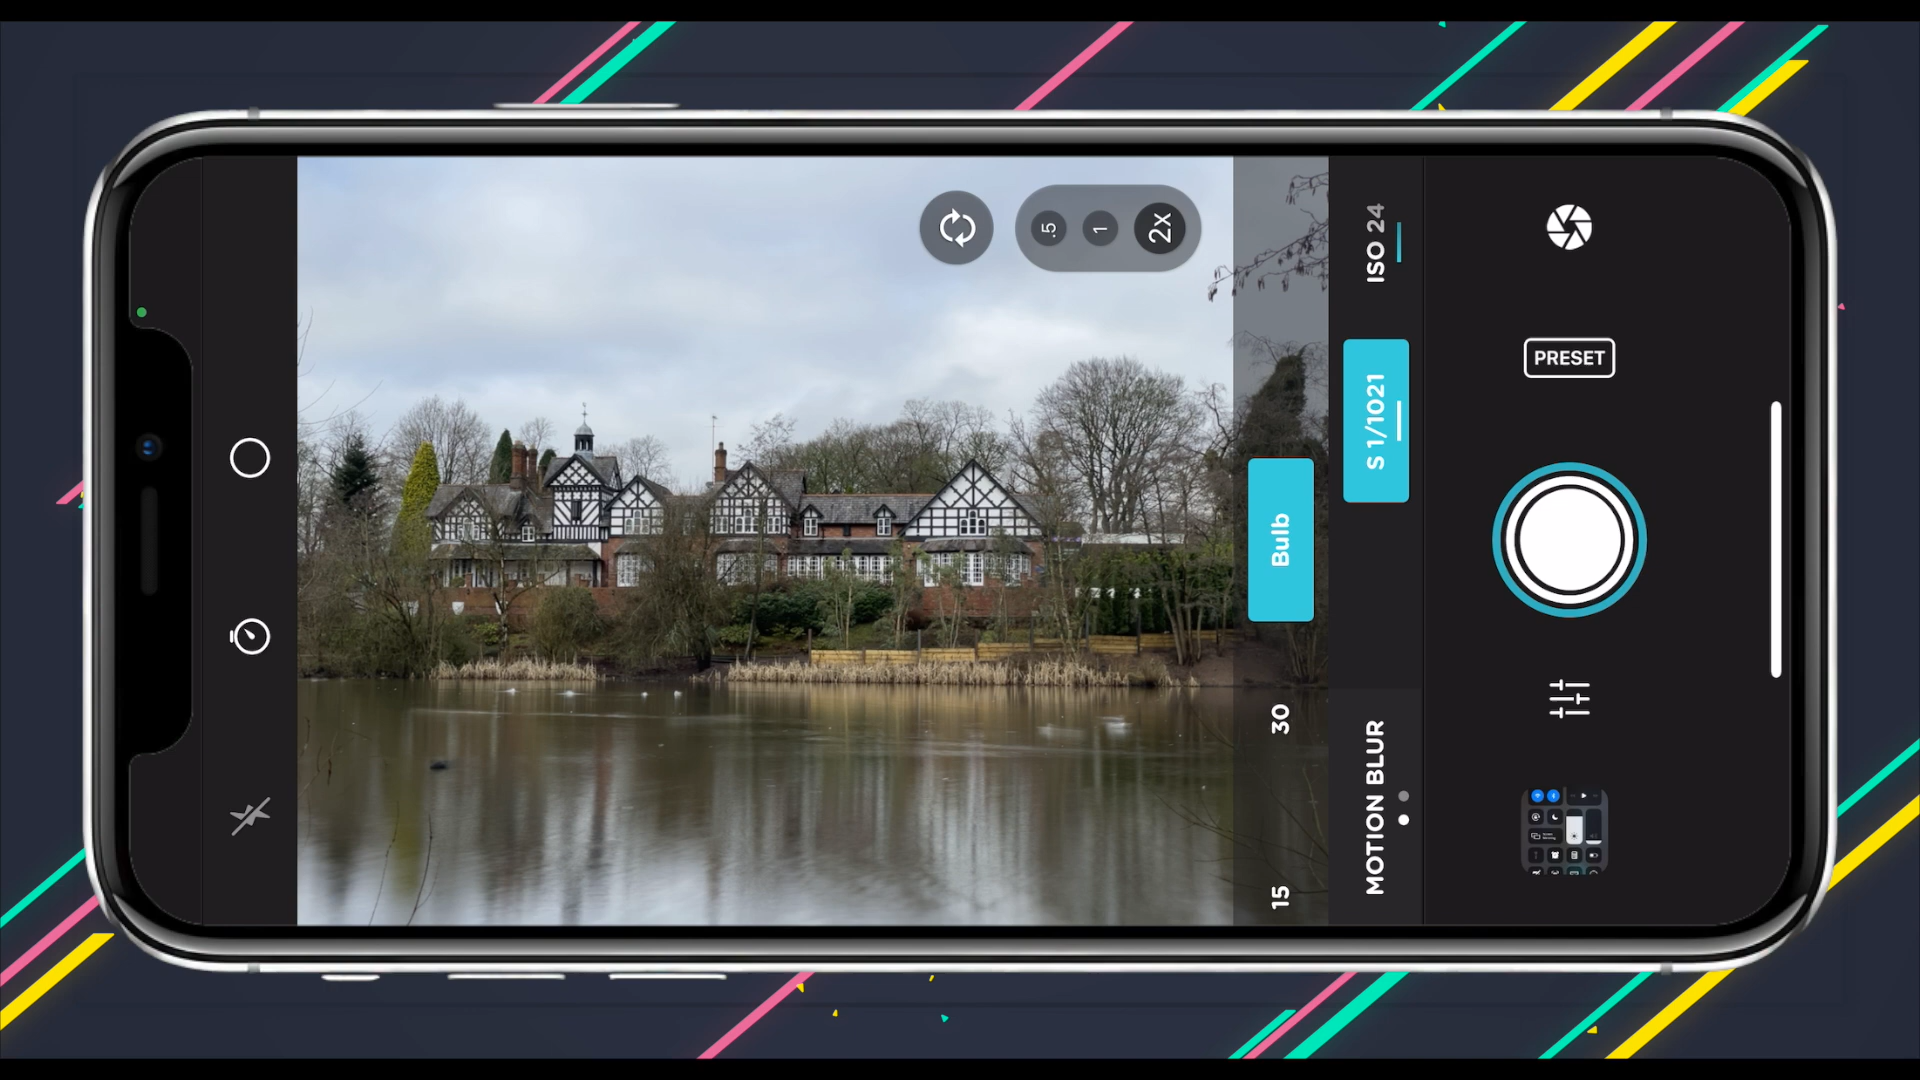 .5
1
2x
ISO 24
S 1/1021
PRESET
Bulb
30
15
MOTION BLUR